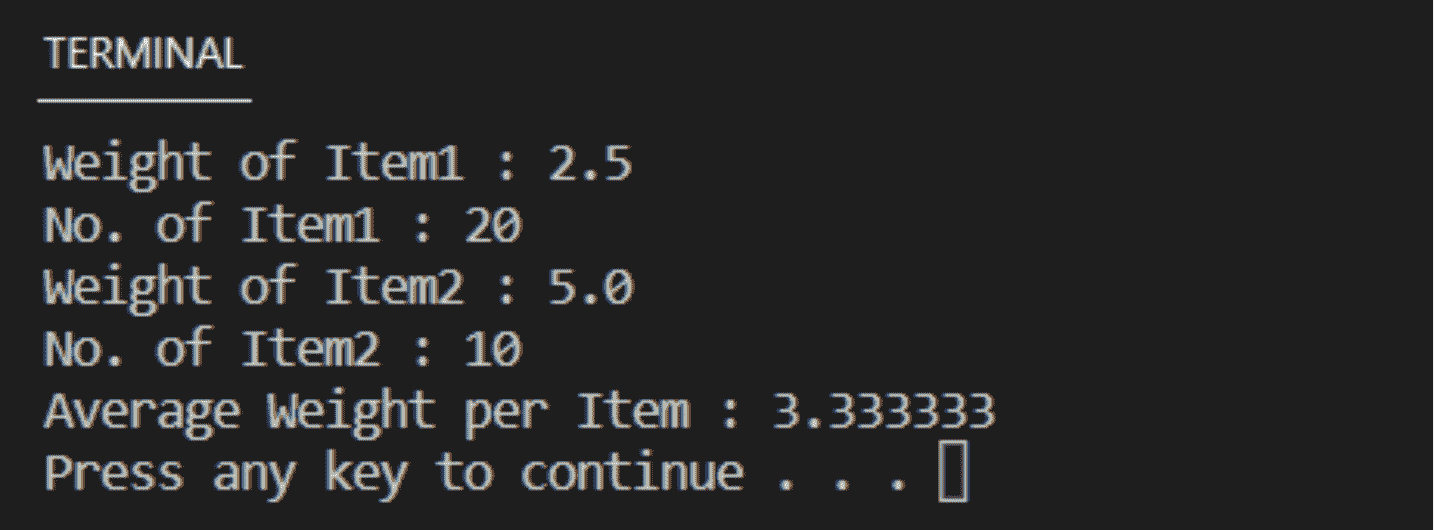 TERMINAL
Weight of Item1 : 2.5
No. of Item1 : 20
Weight of Item2 : 5.0
No. of Item2 : 10
Average Weight per Item : 3.333333
Press any key to continue . . .